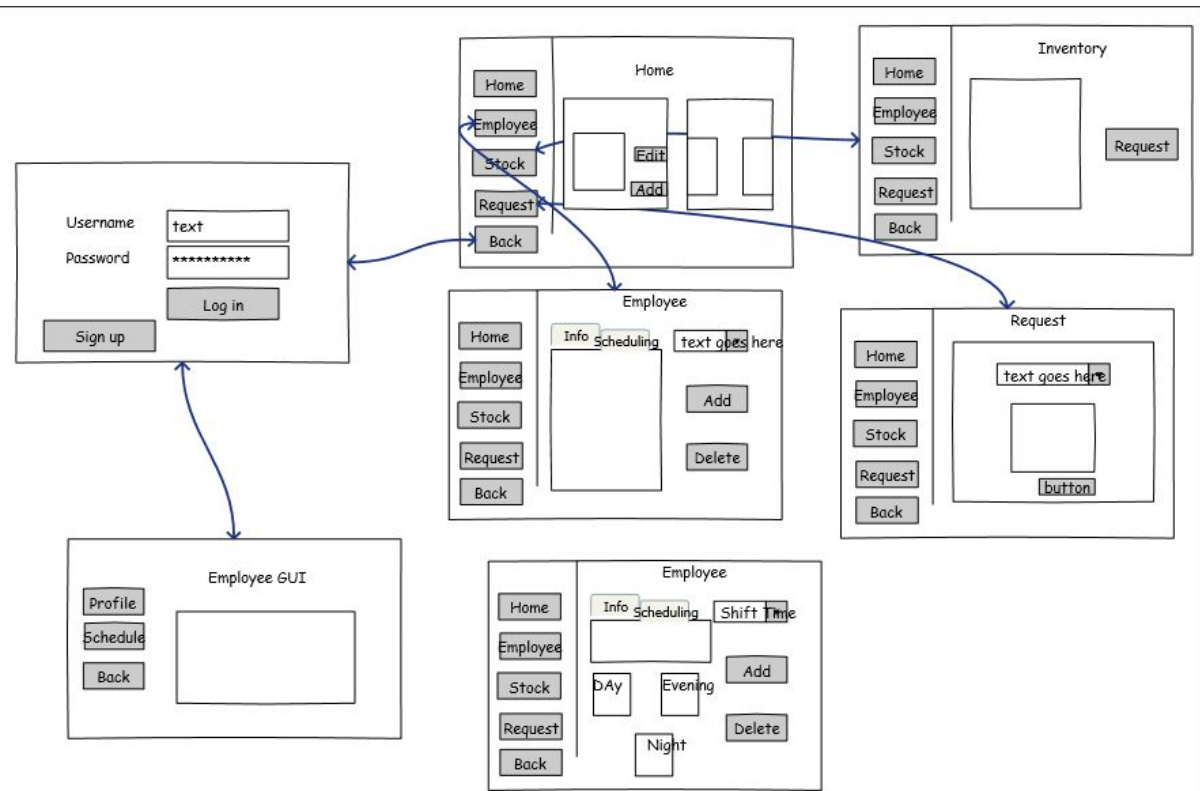 Username
text
Password
**********
Log in
Sign up
Home
Home
Employee
Stock
Request
Back
Edit
Add
Inventory
Home
Employee
Stock
Request
Back
Request
Employee
Home
Employee
Stock
Request
Back
Info
Scheduling
text goes here
Add
Delete
Request
Home
Employee
Stock
Request
Back
text goes here
button
Employee GUI
Profile
Schedule
Back
Employee
Home
Employee
Stock
Request
Back
Info
Scheduling
Shift Time
DAy
Evening
Night
Add
Delete